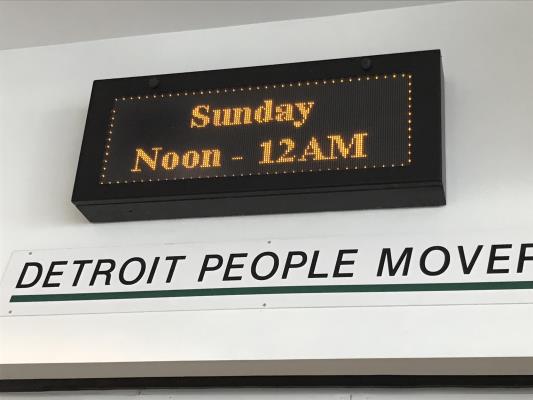 Sunday
Noon - 12AM
DETROIT PEOPLE MOVER